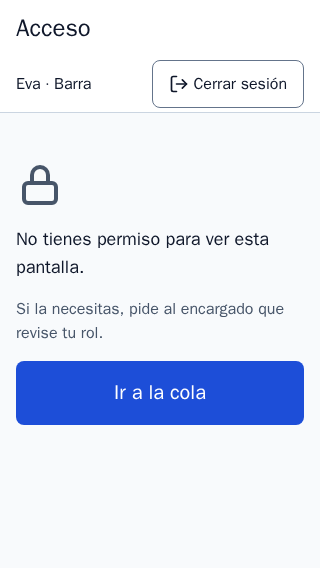 Acceso
Eva · Barra
Cerrar sesión
No tienes permiso para ver esta
pantalla.
Si la necesitas, pide al encargado que
revise tu rol.
Ir a la cola